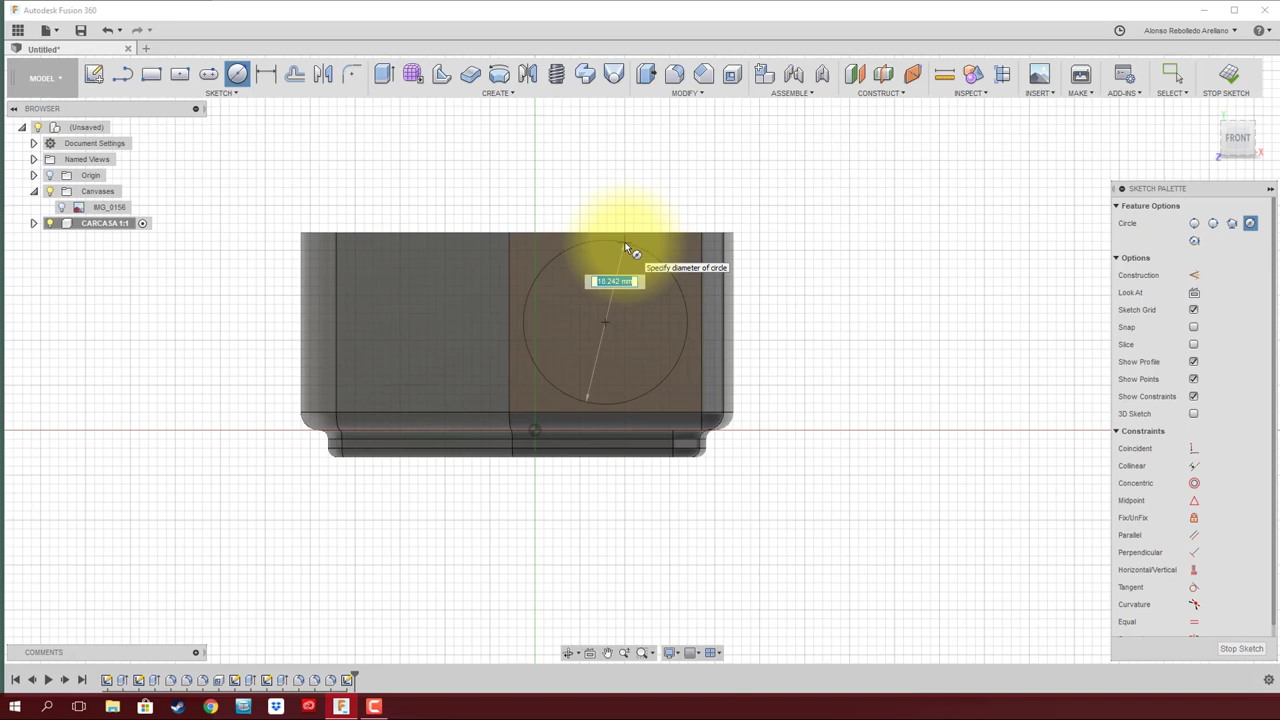 Autodesk Fusion 360
Alonso Rebolledo Arellano
Untitled*
MODEL
SKETCH
CREATE
MODIFY
ASSEMBLE
CONSTRUCT
INSPECT
INSERT
MAKE
ADD-INS
SELECT
STOP SKETCH
BROWSER
(Unsaved)
Document Settings
Named Views
Origin
Canvases
IMG_0156
CARCASA 1:1
Y
FRONT
X
Z
SKETCH PALETTE
Feature Options
Circle
Options
Construction
Look At
Sketch Grid
Snap
Slice
Show Profile
Show Points
Show Constraints
3D Sketch
Constraints
Coincident
Collinear
Concentric
Midpoint
Fix/UnFix
Parallel
Perpendicular
Horizontal/Vertical
Tangent
Curvature
Equal
Stop Sketch
Specify diameter of circle
18.242 mm
COMMENTS